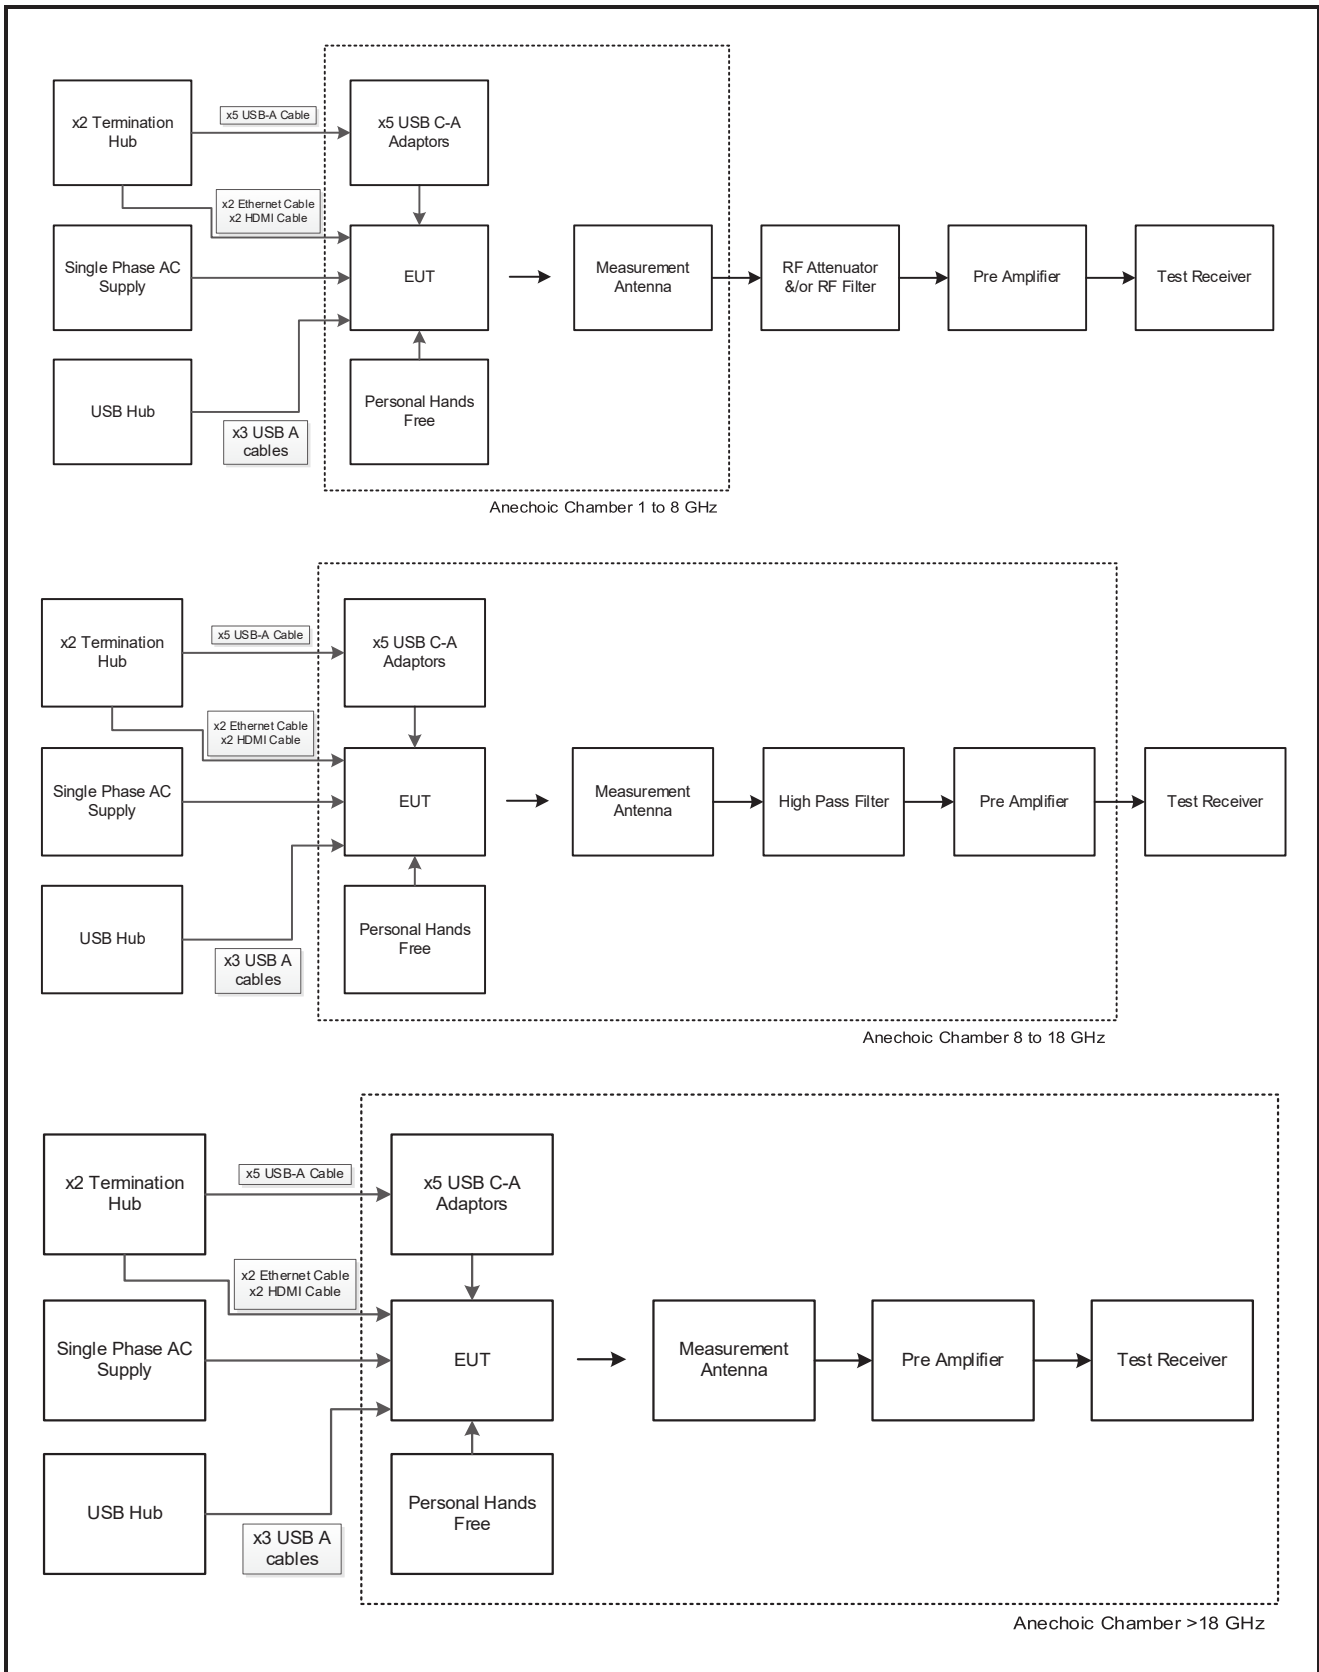 x2 Termination
Hub
x5 USB-A Cable
x5 USB C-A
Adaptors
x2 Ethernet Cable
x2 HDMI Cable
Single Phase AC
Supply
EUT
Measurement
Antenna
RF Attenuator
&/or RF Filter
Pre Amplifier
Test Receiver
USB Hub
x3 USB A
cables
Personal Hands
Free
Anechoic Chamber 1 to 8 GHz
x2 Termination
Hub
x5 USB-A Cable
x5 USB C-A
Adaptors
x2 Ethernet Cable
x2 HDMI Cable
Single Phase AC
Supply
EUT
Measurement
Antenna
High Pass Filter
Pre Amplifier
Test Receiver
USB Hub
x3 USB A
cables
Personal Hands
Free
Anechoic Chamber 8 to 18 GHz
x2 Termination
Hub
x5 USB-A Cable
x5 USB C-A
Adaptors
x2 Ethernet Cable
x2 HDMI Cable
Single Phase AC
Supply
EUT
Measurement
Antenna
Pre Amplifier
Test Receiver
USB Hub
x3 USB A
cables
Personal Hands
Free
Anechoic Chamber >18 GHz